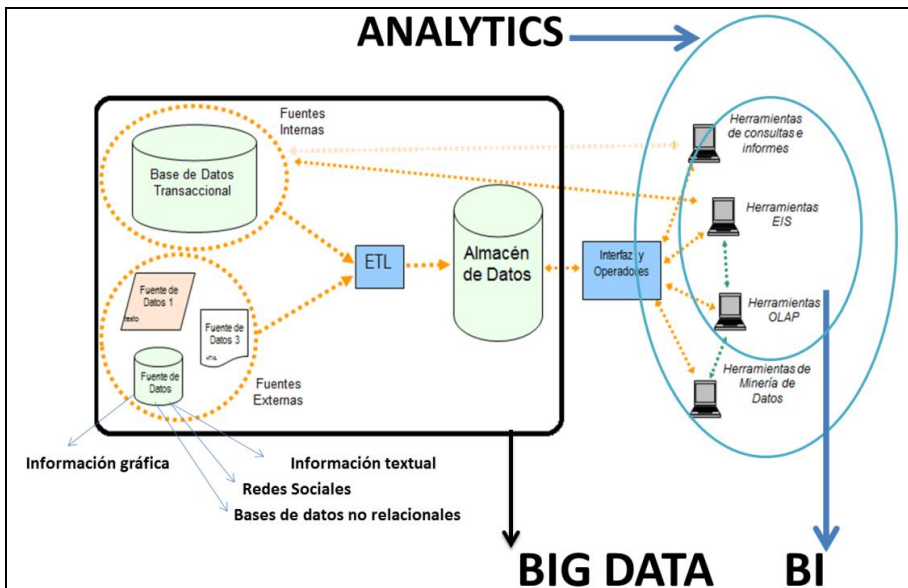 ANALYTICS
Fuentes
Internas
Base de Datos
Transaccional
Herramientas
de consultas e
informes
Herramientas
EIS
ETL
Almacén
de Datos
Interfaz y
Operadores
Fuente de
Datos 1
texto
Fuente de
Datos 3
HTML
Fuente de
Datos
Fuentes
Externas
Herramientas
OLAP
Herramientas de
Minería de
Datos
Información gráfica
Información textual
Redes Sociales
Bases de datos no relacionales
BIG DATA
BI